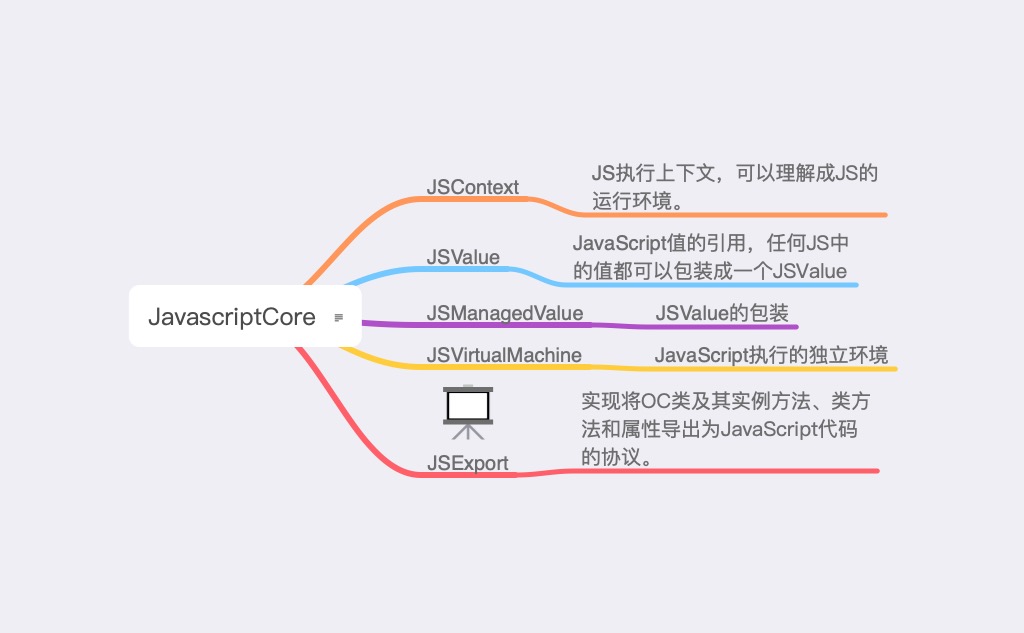 JavascriptCore
JSContext
JS执行上下文，可以理解成JS的
运行环境。
JSValue
JavaScript值的引用，任何JS中
的值都可以包装成一个JSValue
JSManagedValue
JSValue的包装
JSVirtualMachine
JavaScript执行的独立环境
JSExport
实现将OC类及其实例方法、类方
法和属性导出为JavaScript代码
的协议。